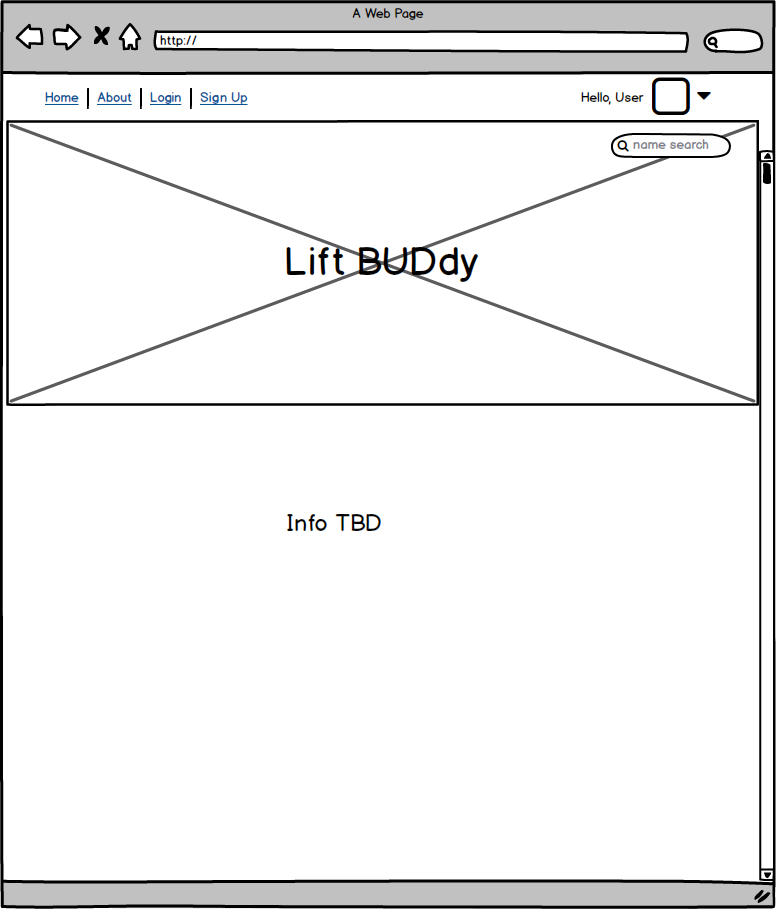 A Web Page
http://
Home About Login Sign Up Hello, User
name search
Lift BUDdy
Info TBD